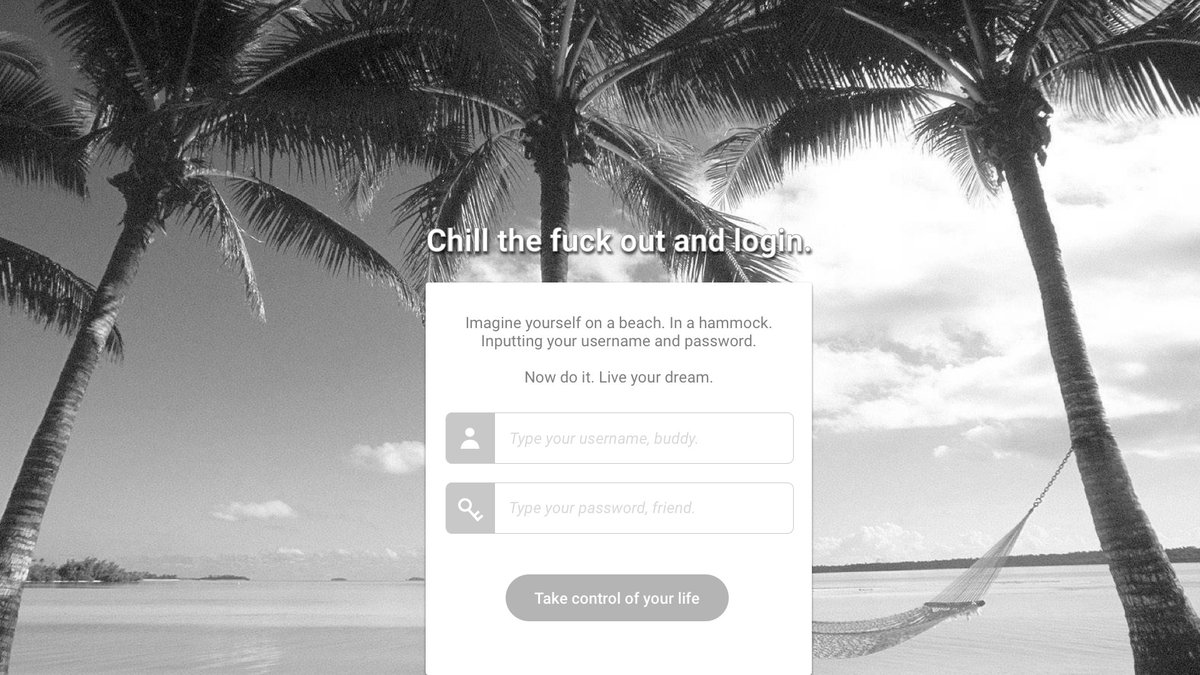 Chill the fuck out and login.
Imagine yourself on a beach. In a hammock.
Inputting your username and password.
Now do it. Live your dream.
Type your username, buddy.
Type your password, friend.
Take control of your life